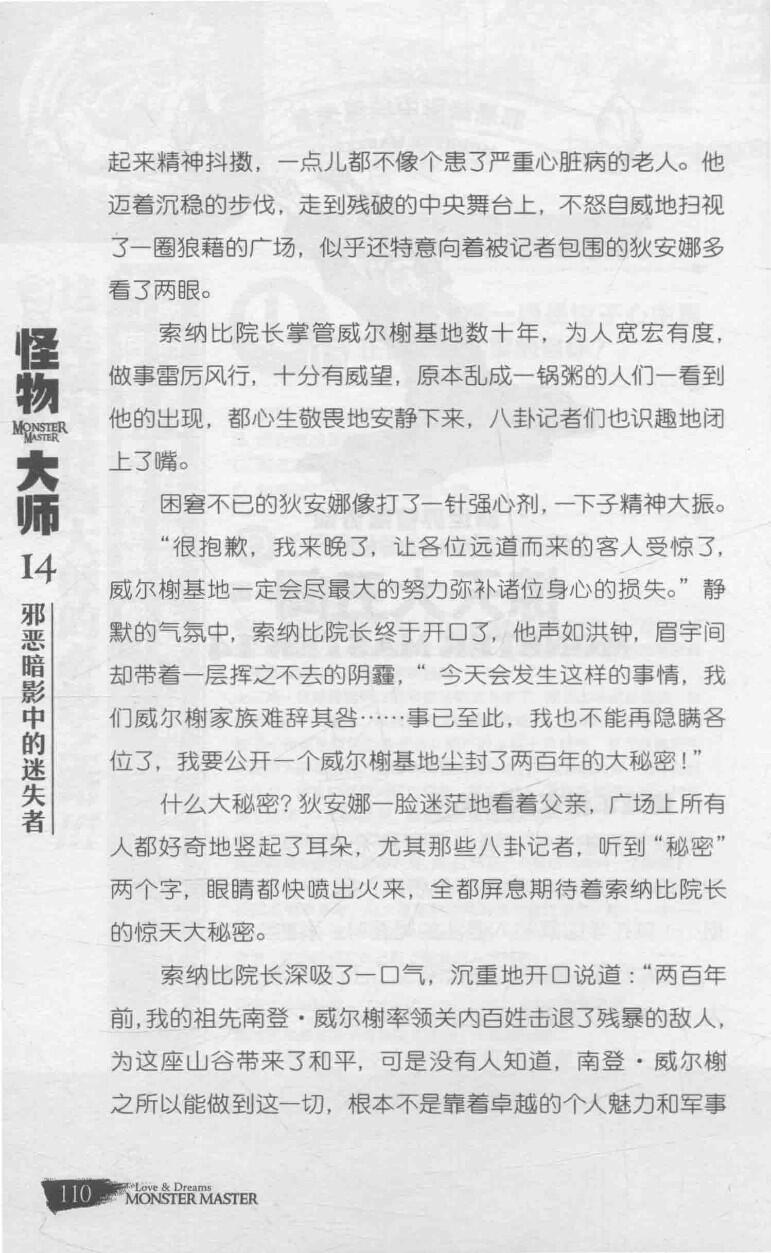 起来精神抖擞，一点儿都不像个患了严重心脏病的老人。他
迈着沉稳的步伐，走到残破的中央舞台上，不怒自威地扫视
了一圈狼藉的广场，似乎还特意向着被记者包围的狄安娜多
看了两眼。
索纳比院长掌管威尔榭基地数十年，为人宽宏有度，
做事雷厉风行，十分有威望，原本乱成一锅粥的人们一看到
他的出现，都心生敬畏地安静下来，八卦记者们也识趣地闭
上了嘴。
困窘不已的狄安娜像打了一针强心剂，一下子精神大振。
“很抱歉，我来晚了，让各位远道而来的客人受惊了，
威尔榭基地一定会尽最大的努力弥补诸位身心的损失。”静
默的气氛中，索纳比院长终于开口了，他声如洪钟，眉宇间
却带着一层挥之不去的阴霾，“今天会发生这样的事情，我
们威尔榭家族难辞其咎……事已至此，我也不能再隐瞒各
位了，我要公开一个威尔榭基地尘封了两百年的大秘密！”
什么大秘密？狄安娜一脸迷茫地看着父亲，广场上所有
人都好奇地竖起了耳朵，尤其那些八卦记者，听到“秘密”
两个字，眼睛都快喷出火来，全都屏息期待着索纳比院长
的惊天大秘密。
索纳比院长深吸了一口气，沉重地开口说道：“两百年
前，我的祖先南登·威尔榭率领关内百姓击退了残暴的敌人，
为这座山谷带来了和平，可是没有人知道，南登·威尔榭
之所以能做到这一切，根本不是靠着卓越的个人魅力和军事
怪物
MONSTER
MASTER
大师
14
邪恶暗影中的迷失者
110
Love & Dreams
MONSTER MASTER